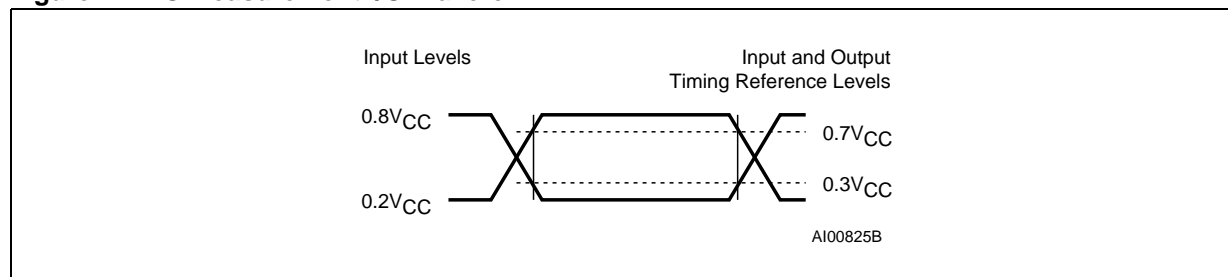 Input Levels
Input and Output
Timing Reference Levels
0.8VCC
0.7VCC
0.3VCC
0.2VCC
AI00825B